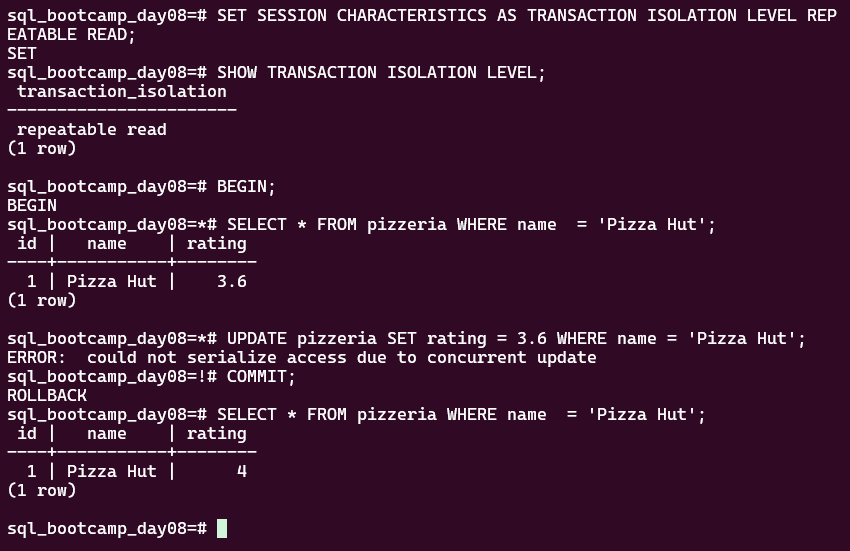 sql_bootcamp_day08=# SET SESSION CHARACTERISTICS AS TRANSACTION ISOLATION LEVEL REP
EATABLE READ;
SET
sql_bootcamp_day08=# SHOW TRANSACTION ISOLATION LEVEL;
 transaction_isolation
-----------------------
 repeatable read
(1 row)

sql_bootcamp_day08=# BEGIN;
BEGIN
sql_bootcamp_day08=*# SELECT * FROM pizzeria WHERE name  = 'Pizza Hut';
 id |   name    | rating
----+-----------+--------
  1 | Pizza Hut |    3.6
(1 row)

sql_bootcamp_day08=*# UPDATE pizzeria SET rating = 3.6 WHERE name = 'Pizza Hut';
ERROR:  could not serialize access due to concurrent update
sql_bootcamp_day08=!# COMMIT;
ROLLBACK
sql_bootcamp_day08=# SELECT * FROM pizzeria WHERE name  = 'Pizza Hut';
 id |   name    | rating
----+-----------+--------
  1 | Pizza Hut |      4
(1 row)

sql_bootcamp_day08=#